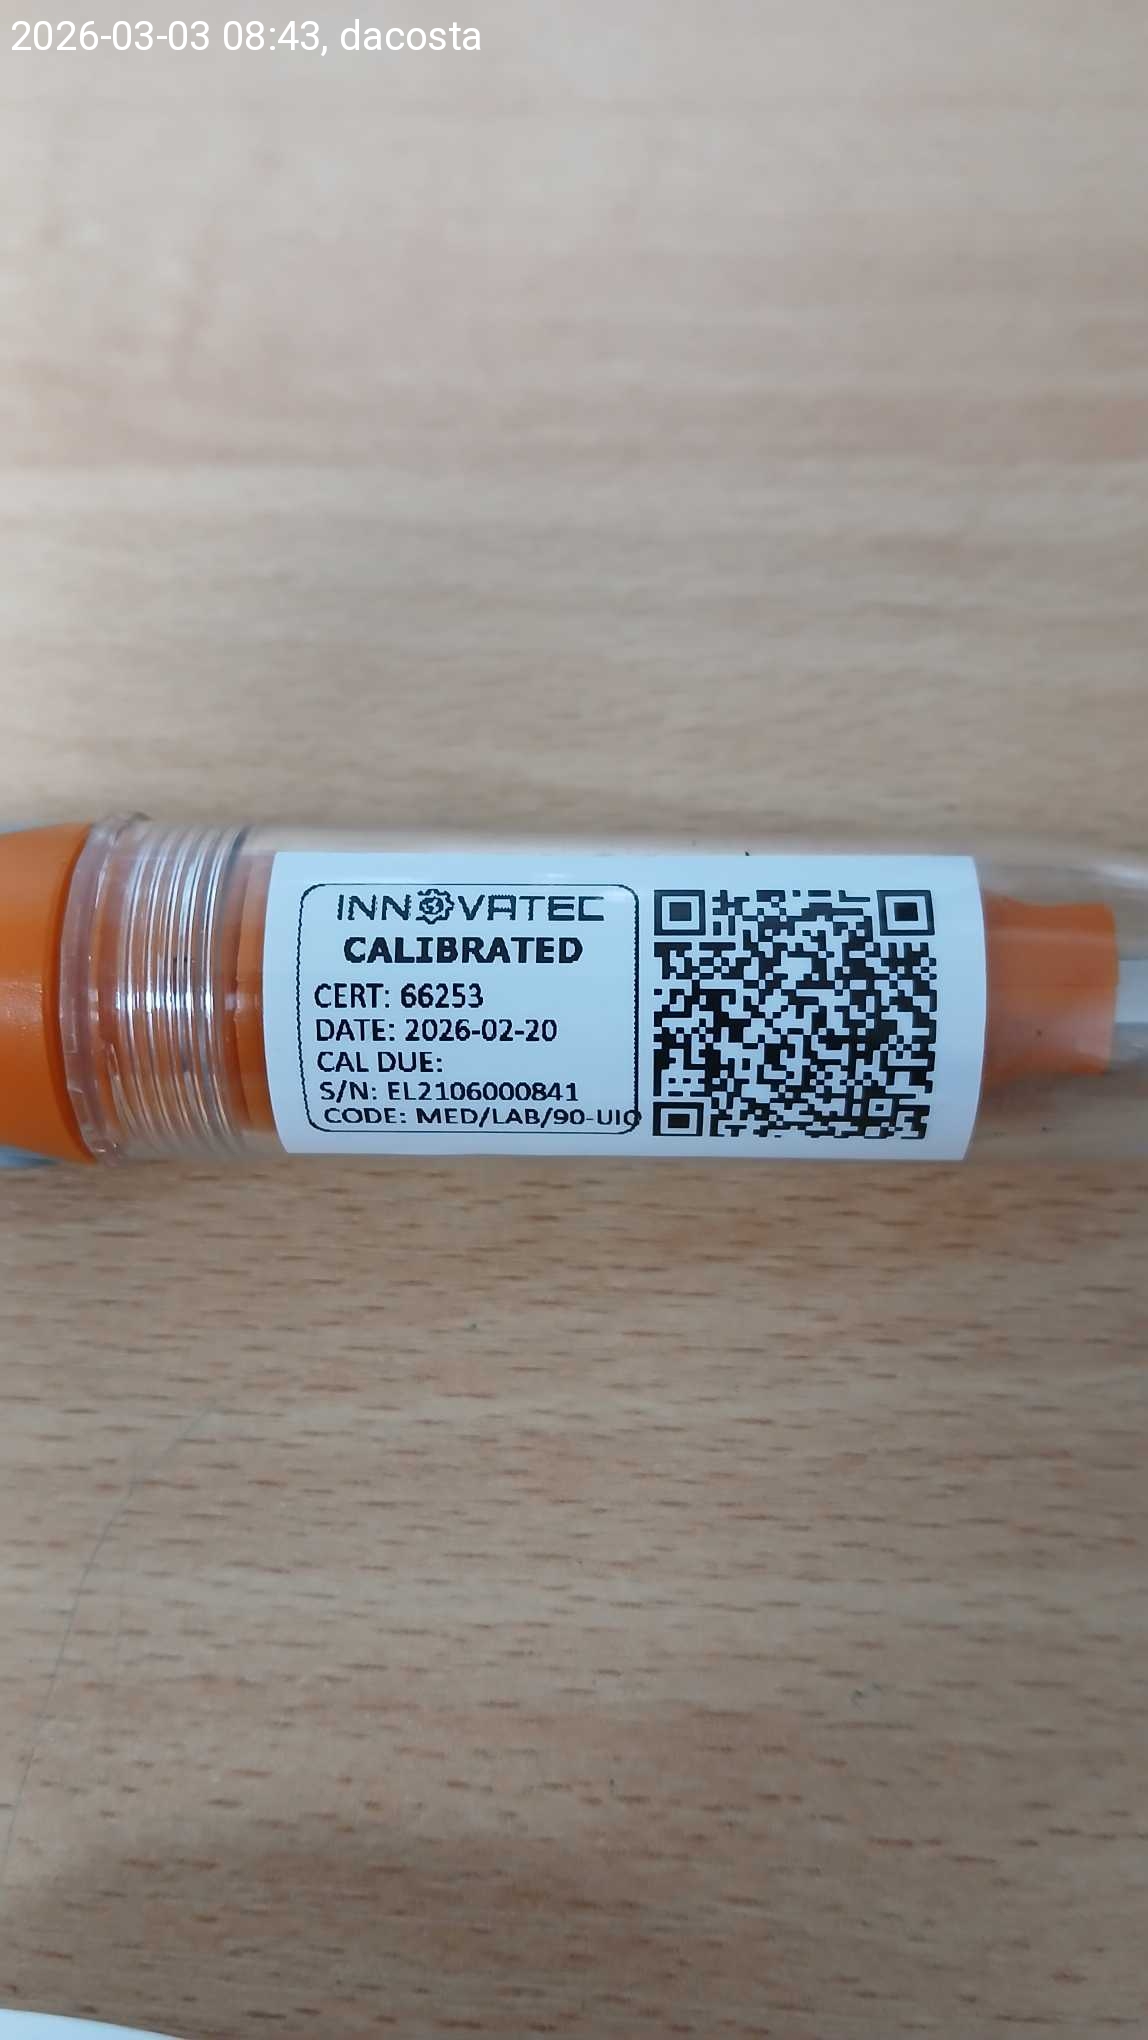 2026-03-03 08:43, dacosta
INNOVATEC
CALIBRATED
CERT: 66253
DATE: 2026-02-20
CAL DUE:
S/N: EL2106000841
CODE: MED/LAB/90-UIO